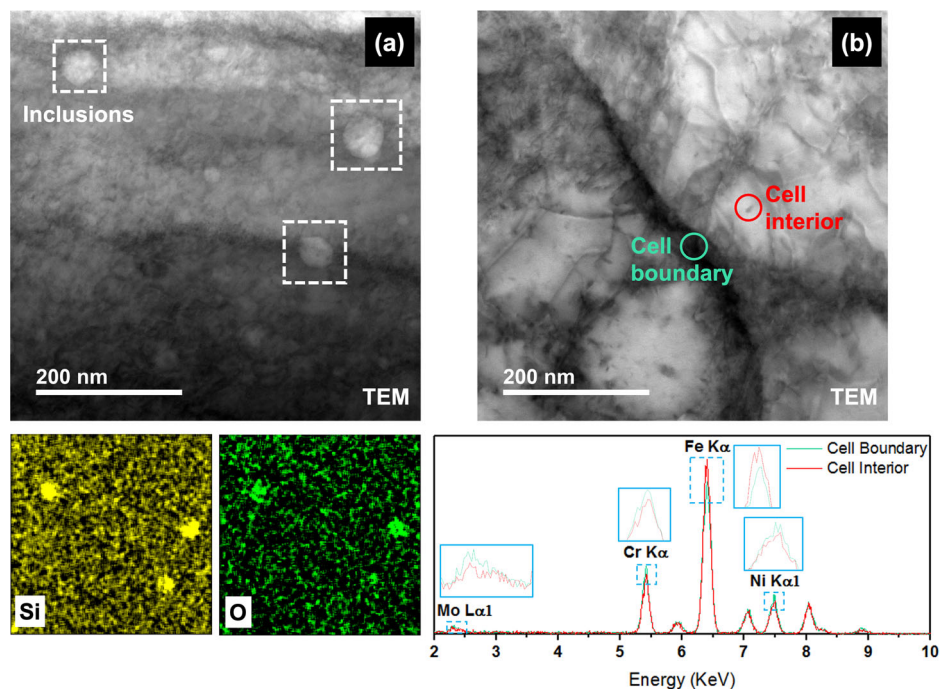 (a)
Inclusions
200 nm
TEM
(b)
Cell
interior
Cell
boundary
200 nm
TEM
Si
O
Fe Kα
Cell Boundary
Cell Interior
Cr Kα
Ni Kα1
Mo Lα1
2 3 4 5 6 7 8 9 10
Energy (KeV)